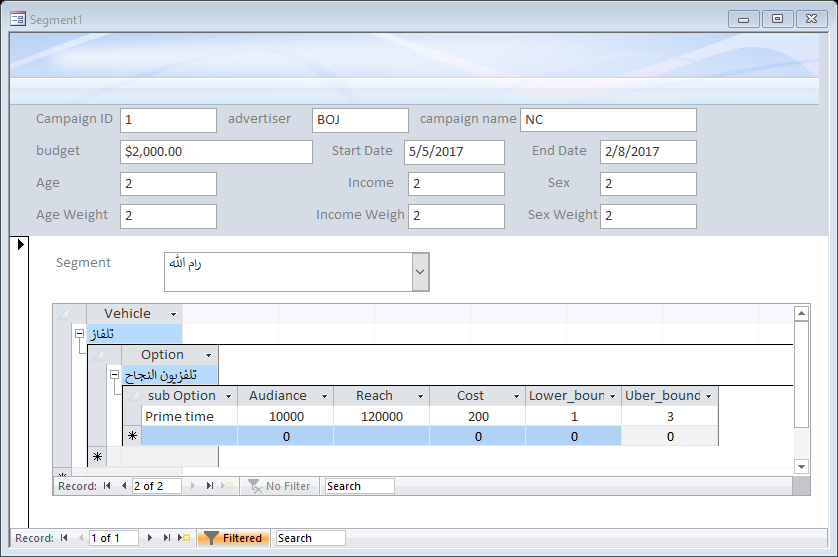 Segment1
Campaign ID 1 advertiser BOJ campaign name NC
budget $2,000.00 Start Date 5/5/2017 End Date 2/8/2017
Age 2 Income 2 Sex 2
Age Weight 2 Income Weigh 2 Sex Weight 2
Segment رام الله
Vehicle
تلفاز
Option
تلفزيون النجاح
sub Option Audiance Reach Cost Lower_boun Uber_bound
Prime time 10000 120000 200 1 3
0 0 0 0
Record: 2 of 2 No Filter Search
Record: 1 of 1 Filtered Search